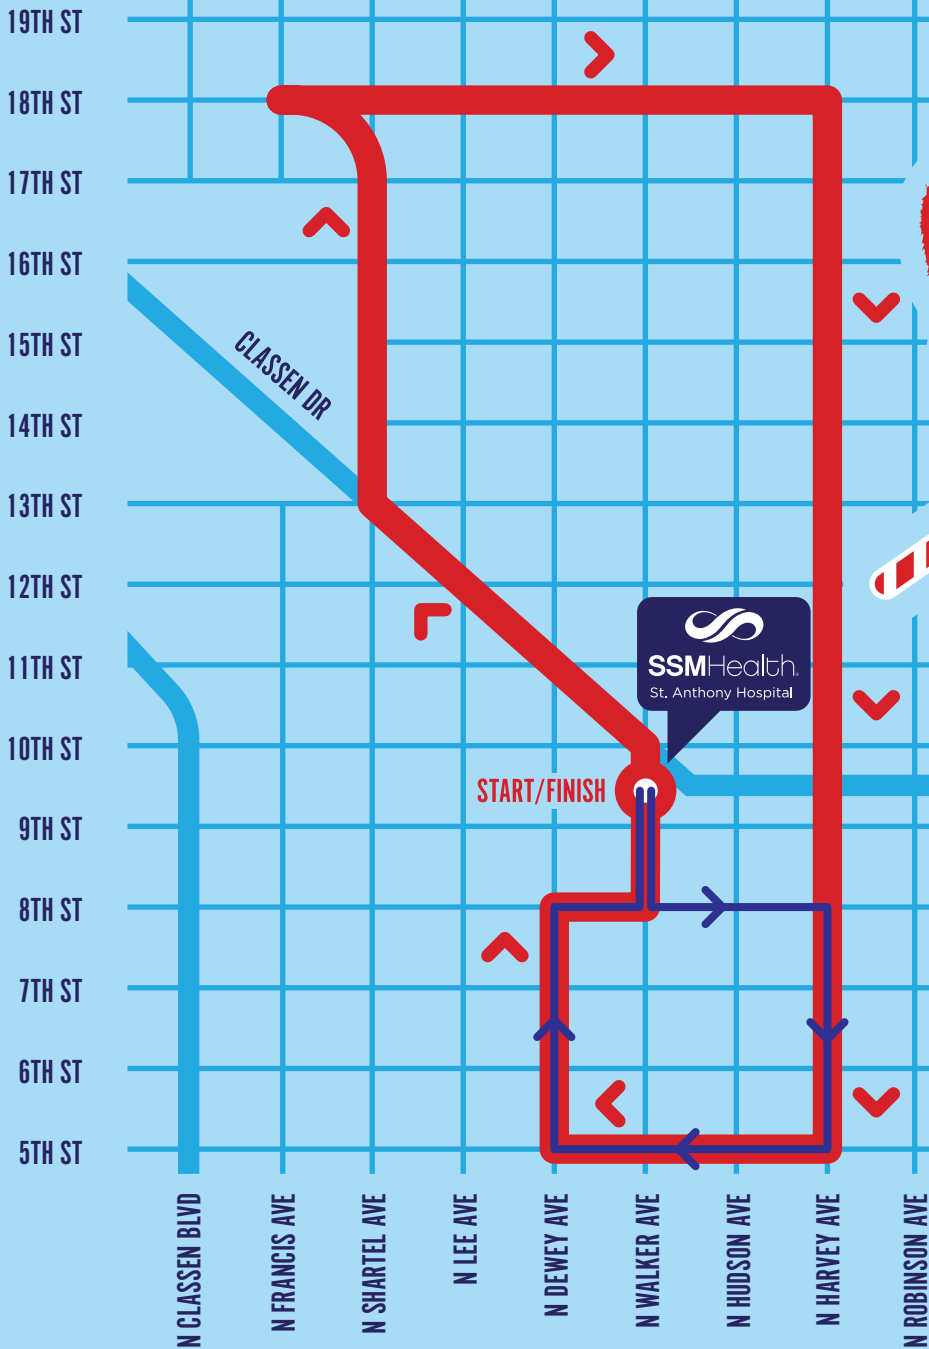 19TH ST
18TH ST
17TH ST
16TH ST
15TH ST
CLASSEN DR
14TH ST
13TH ST
12TH ST
11TH ST
SSMHealth®
St. Anthony Hospital
10TH ST
START/FINISH
9TH ST
8TH ST
7TH ST
6TH ST
5TH ST
N CLASSEN BLVD
N FRANCIS AVE
N SHARTEL AVE
N LEE AVE
N DEWEY AVE
N WALKER AVE
N HUDSON AVE
N HARVEY AVE
N ROBINSON AVE